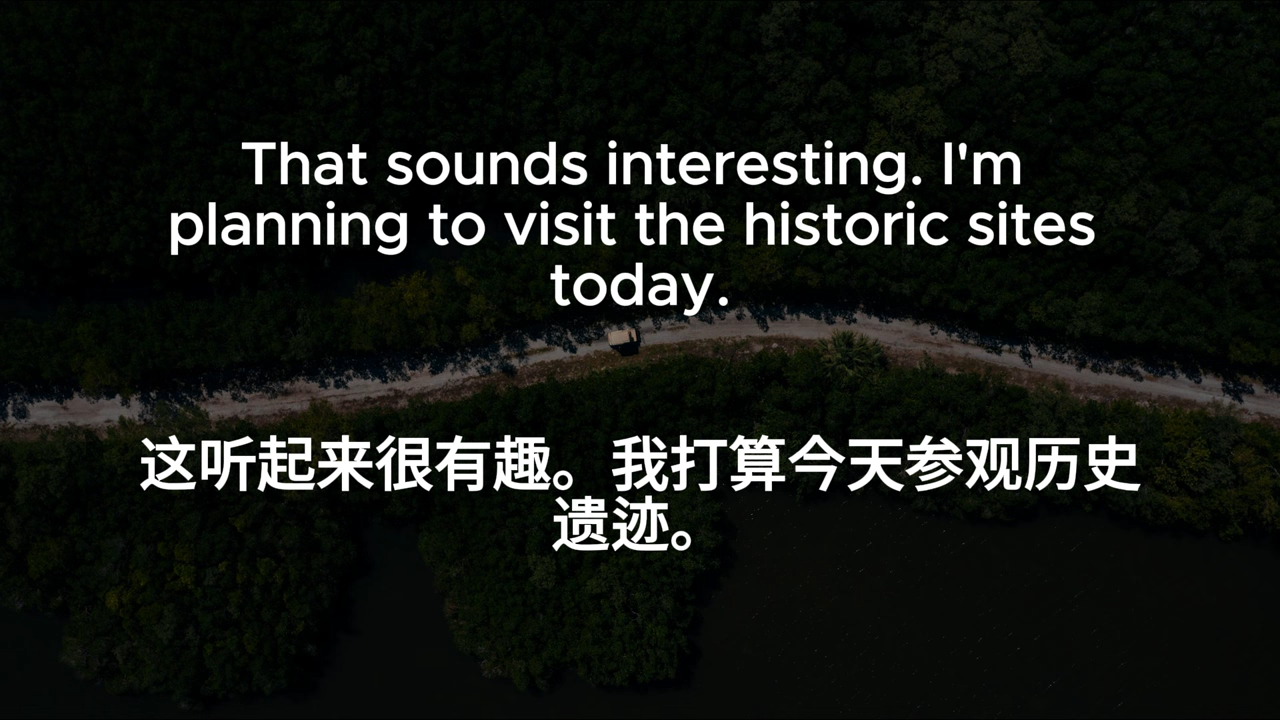 That sounds interesting. I'm
planning to visit the historic sites
today.
这听起来很有趣。我打算今天参观历史
遗迹。